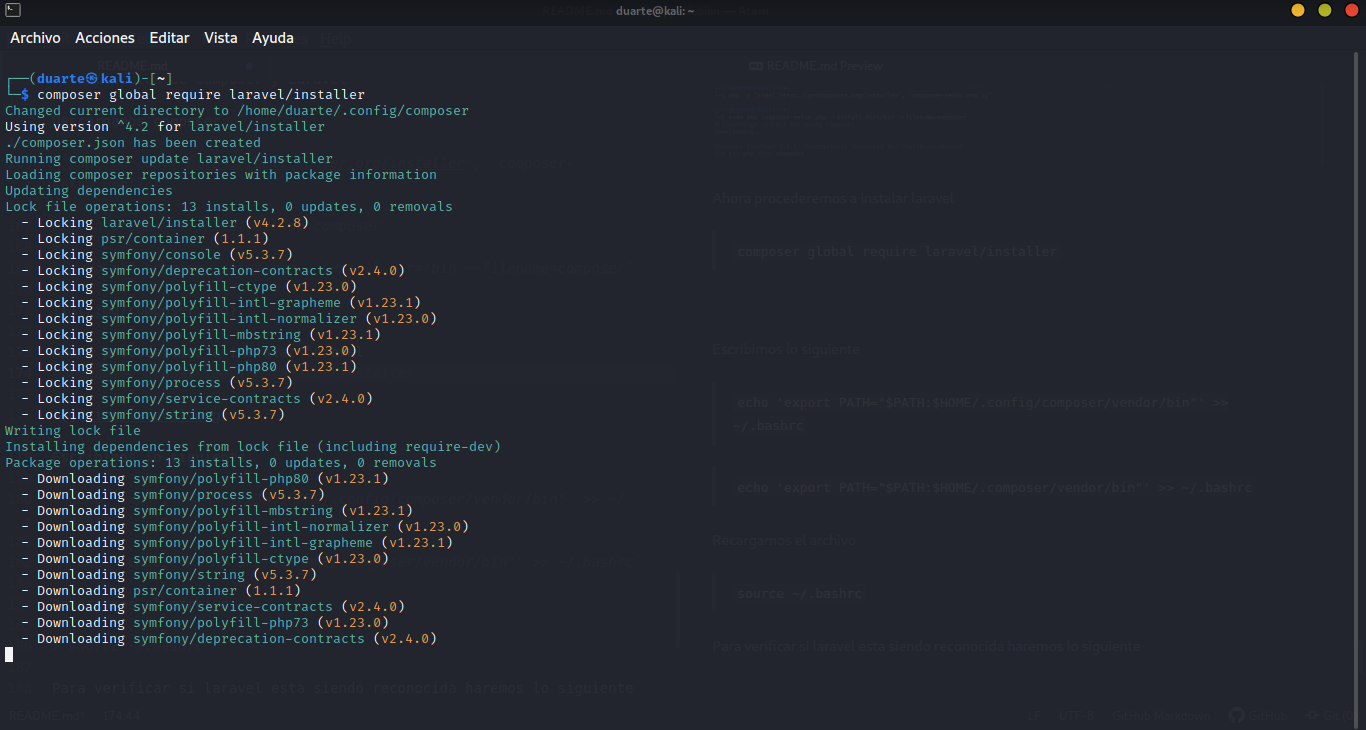 duarte@kali: ~
Archivo Acciones Editar Vista Ayuda
README.md
README.md Preview
┌──(duarte㉿kali)-[~]
└─$ composer global require laravel/installer
Changed current directory to /home/duarte/.config/composer
Using version ^4.2 for laravel/installer
./composer.json has been created
Running composer update laravel/installer
Loading composer repositories with package information
Updating dependencies
Lock file operations: 13 installs, 0 updates, 0 removals
  - Locking laravel/installer (v4.2.8)
  - Locking psr/container (1.1.1)
  - Locking symfony/console (v5.3.7)
  - Locking symfony/deprecation-contracts (v2.4.0)
  - Locking symfony/polyfill-ctype (v1.23.0)
  - Locking symfony/polyfill-intl-grapheme (v1.23.1)
  - Locking symfony/polyfill-intl-normalizer (v1.23.0)
  - Locking symfony/polyfill-mbstring (v1.23.1)
  - Locking symfony/polyfill-php73 (v1.23.0)
  - Locking symfony/polyfill-php80 (v1.23.1)
  - Locking symfony/process (v5.3.7)
  - Locking symfony/service-contracts (v2.4.0)
  - Locking symfony/string (v5.3.7)
Writing lock file
Installing dependencies from lock file (including require-dev)
Package operations: 13 installs, 0 updates, 0 removals
  - Downloading symfony/polyfill-php80 (v1.23.1)
  - Downloading symfony/process (v5.3.7)
  - Downloading symfony/polyfill-mbstring (v1.23.1)
  - Downloading symfony/polyfill-intl-normalizer (v1.23.0)
  - Downloading symfony/polyfill-intl-grapheme (v1.23.1)
  - Downloading symfony/polyfill-ctype (v1.23.0)
  - Downloading symfony/string (v5.3.7)
  - Downloading psr/container (1.1.1)
  - Downloading symfony/service-contracts (v2.4.0)
  - Downloading symfony/polyfill-php73 (v1.23.0)
  - Downloading symfony/deprecation-contracts (v2.4.0)
Ahora procederemos a instalar laravel
composer global require laravel/installer
Escribimos lo siguiente
echo 'export PATH="$PATH:$HOME/.config/composer/vendor/bin"' >>
~/.bashrc
echo 'export PATH="$PATH:$HOME/.composer/vendor/bin"' >> ~/.bashrc
Recargamos el archivo
source ~/.bashrc
Para verificar si laravel esta siendo reconocida haremos lo siguiente
Para verificar si laravel esta siendo reconocida haremos lo siguiente
README.md* 174:44
LF UTF-8 GitHub Markdown GitHub